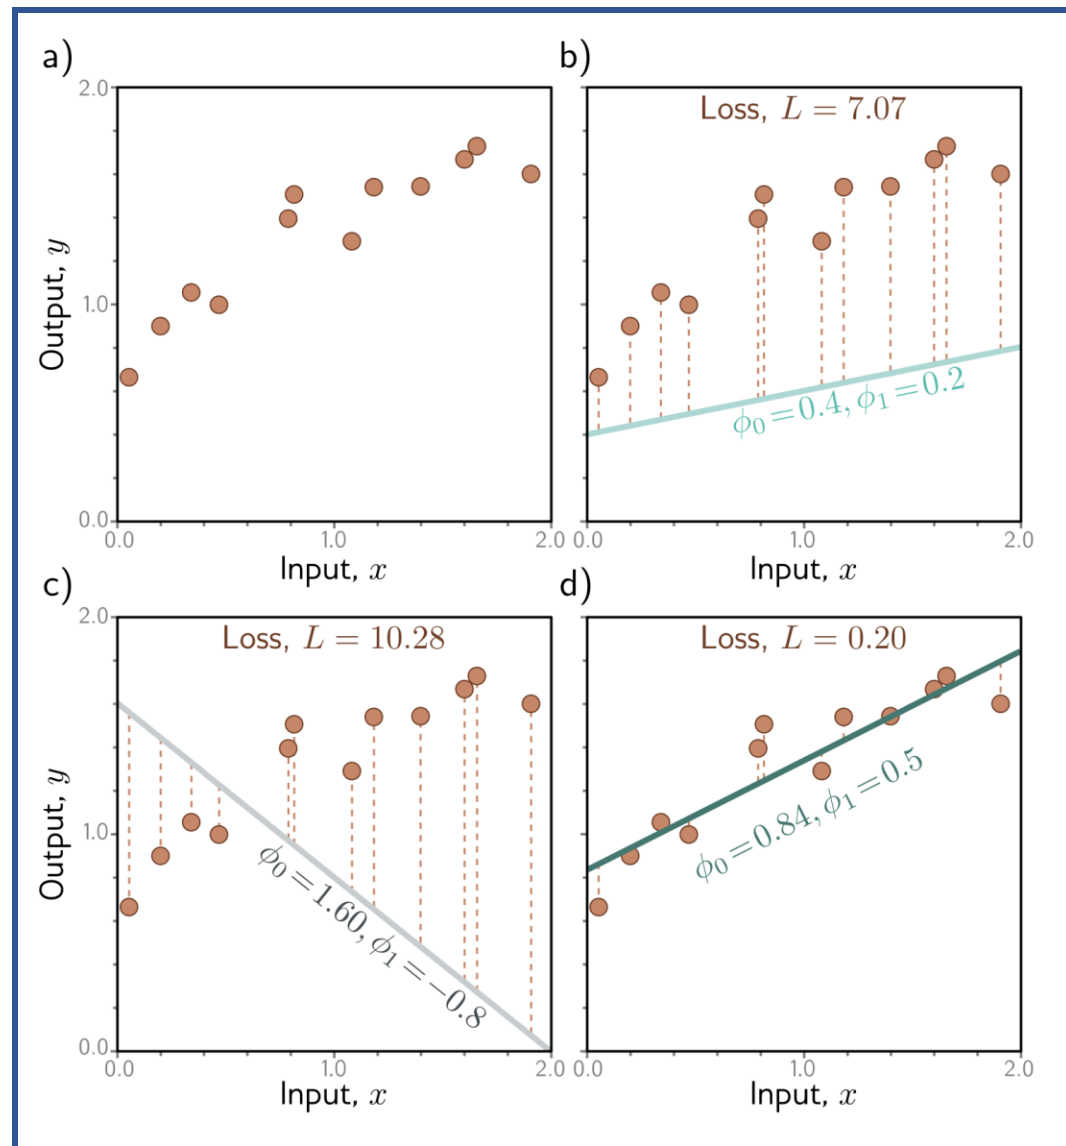 a)
2.0
1.0
0.0
Output, y
0.0 1.0 2.0
Input, x
b)
Loss, L = 7.07
ϕ₀=0.4, ϕ₁=0.2
0.0 1.0 2.0
Input, x
c)
2.0
1.0
0.0
Output, y
Loss, L = 10.28
ϕ₀=1.60, ϕ₁=−0.8
0.0 1.0 2.0
Input, x
d)
Loss, L = 0.20
ϕ₀=0.84, ϕ₁=0.5
0.0 1.0 2.0
Input, x